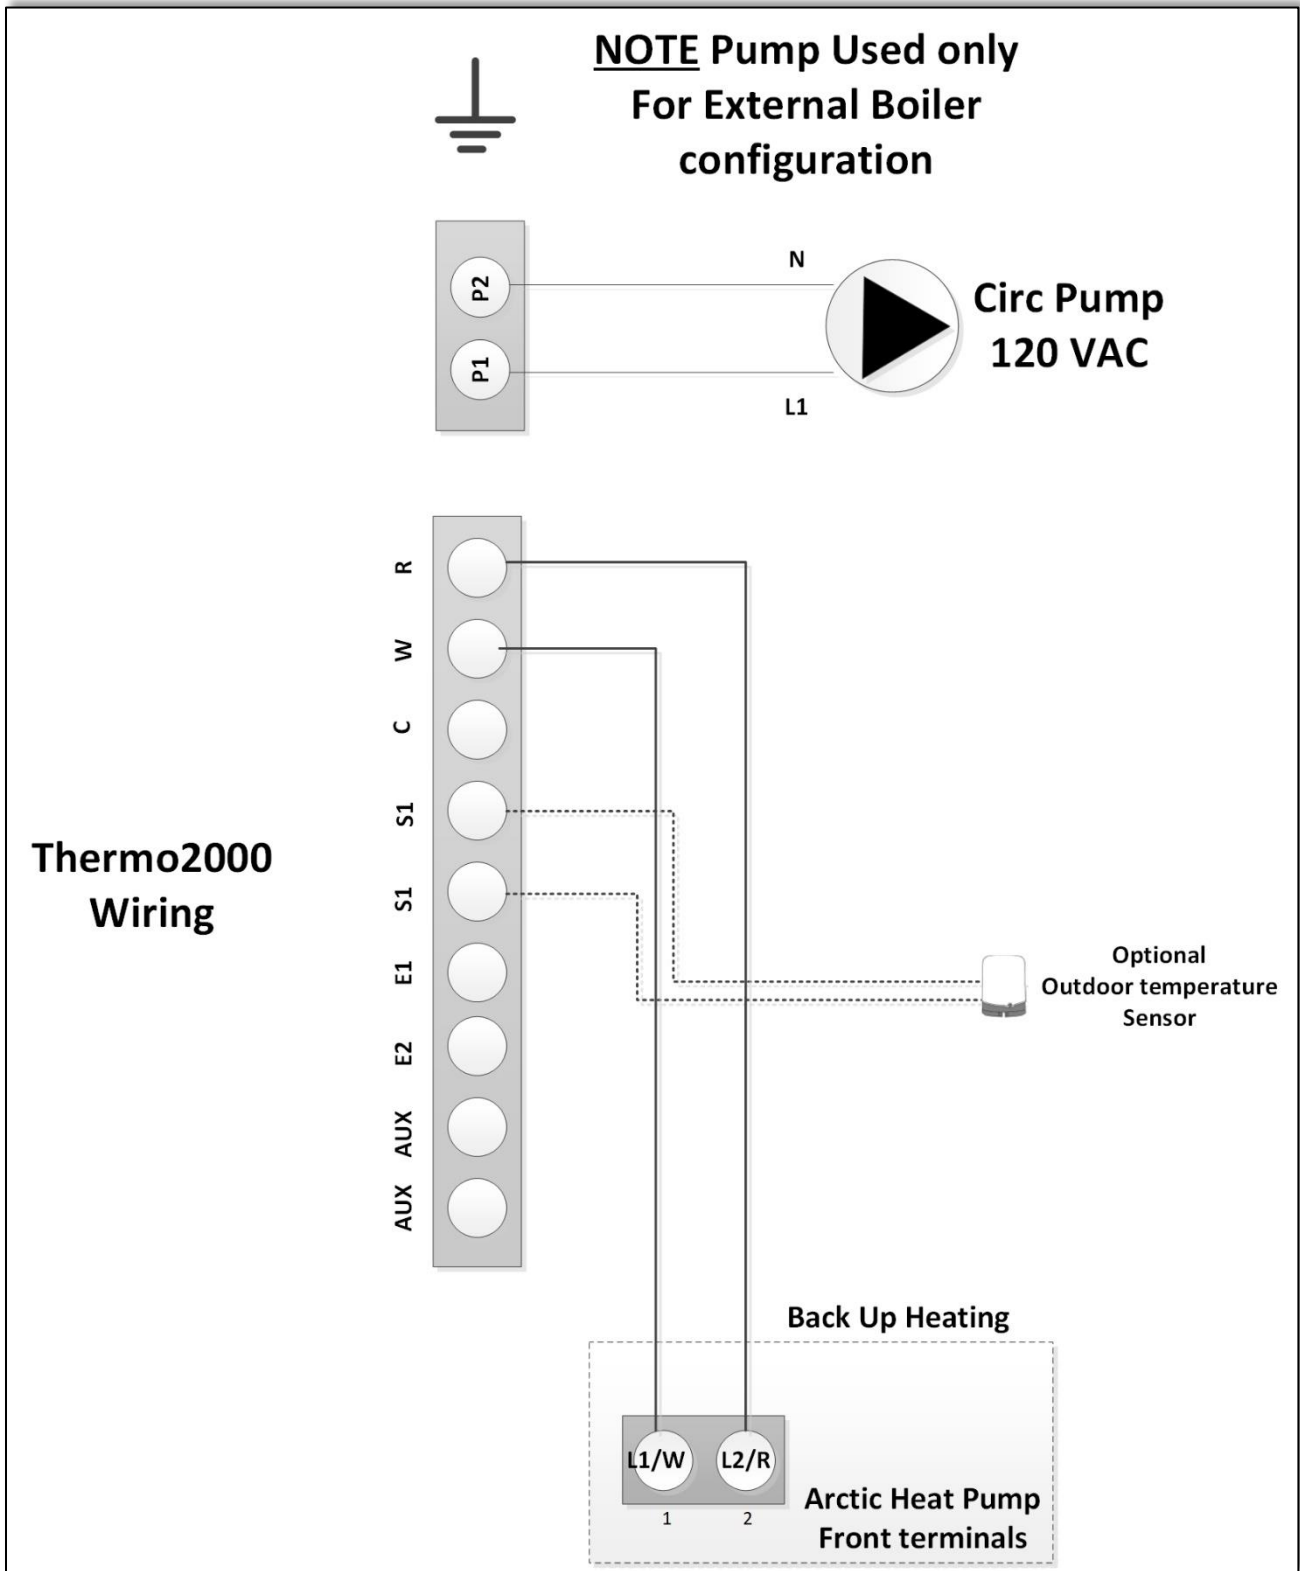 NOTE Pump Used only
For External Boiler
configuration
P2
N
Circ Pump
120 VAC
P1
L1
R
W
C
S1
Thermo2000
Wiring
S1
E1
Optional
Outdoor temperature
Sensor
E2
AUX
AUX
Back Up Heating
L1/W
L2/R
1
2
Arctic Heat Pump
Front terminals